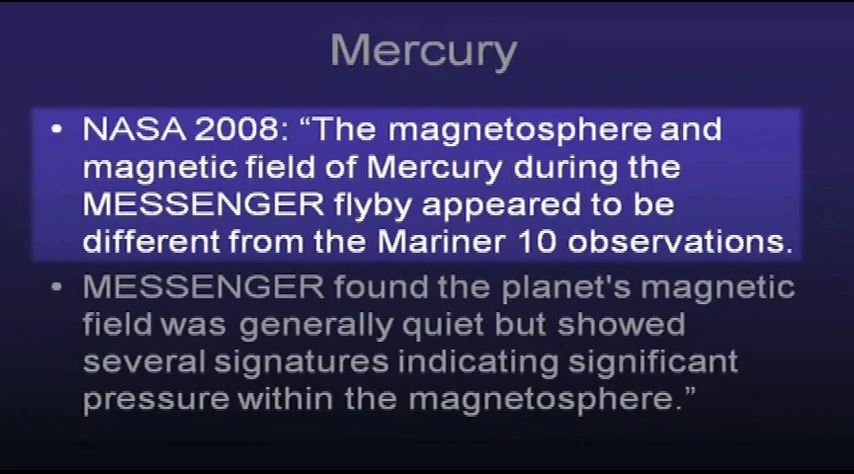 Mercury
• NASA 2008: “The magnetosphere and
magnetic field of Mercury during the
MESSENGER flyby appeared to be
different from the Mariner 10 observations.
• MESSENGER found the planet's magnetic
field was generally quiet but showed
several signatures indicating significant
pressure within the magnetosphere.”